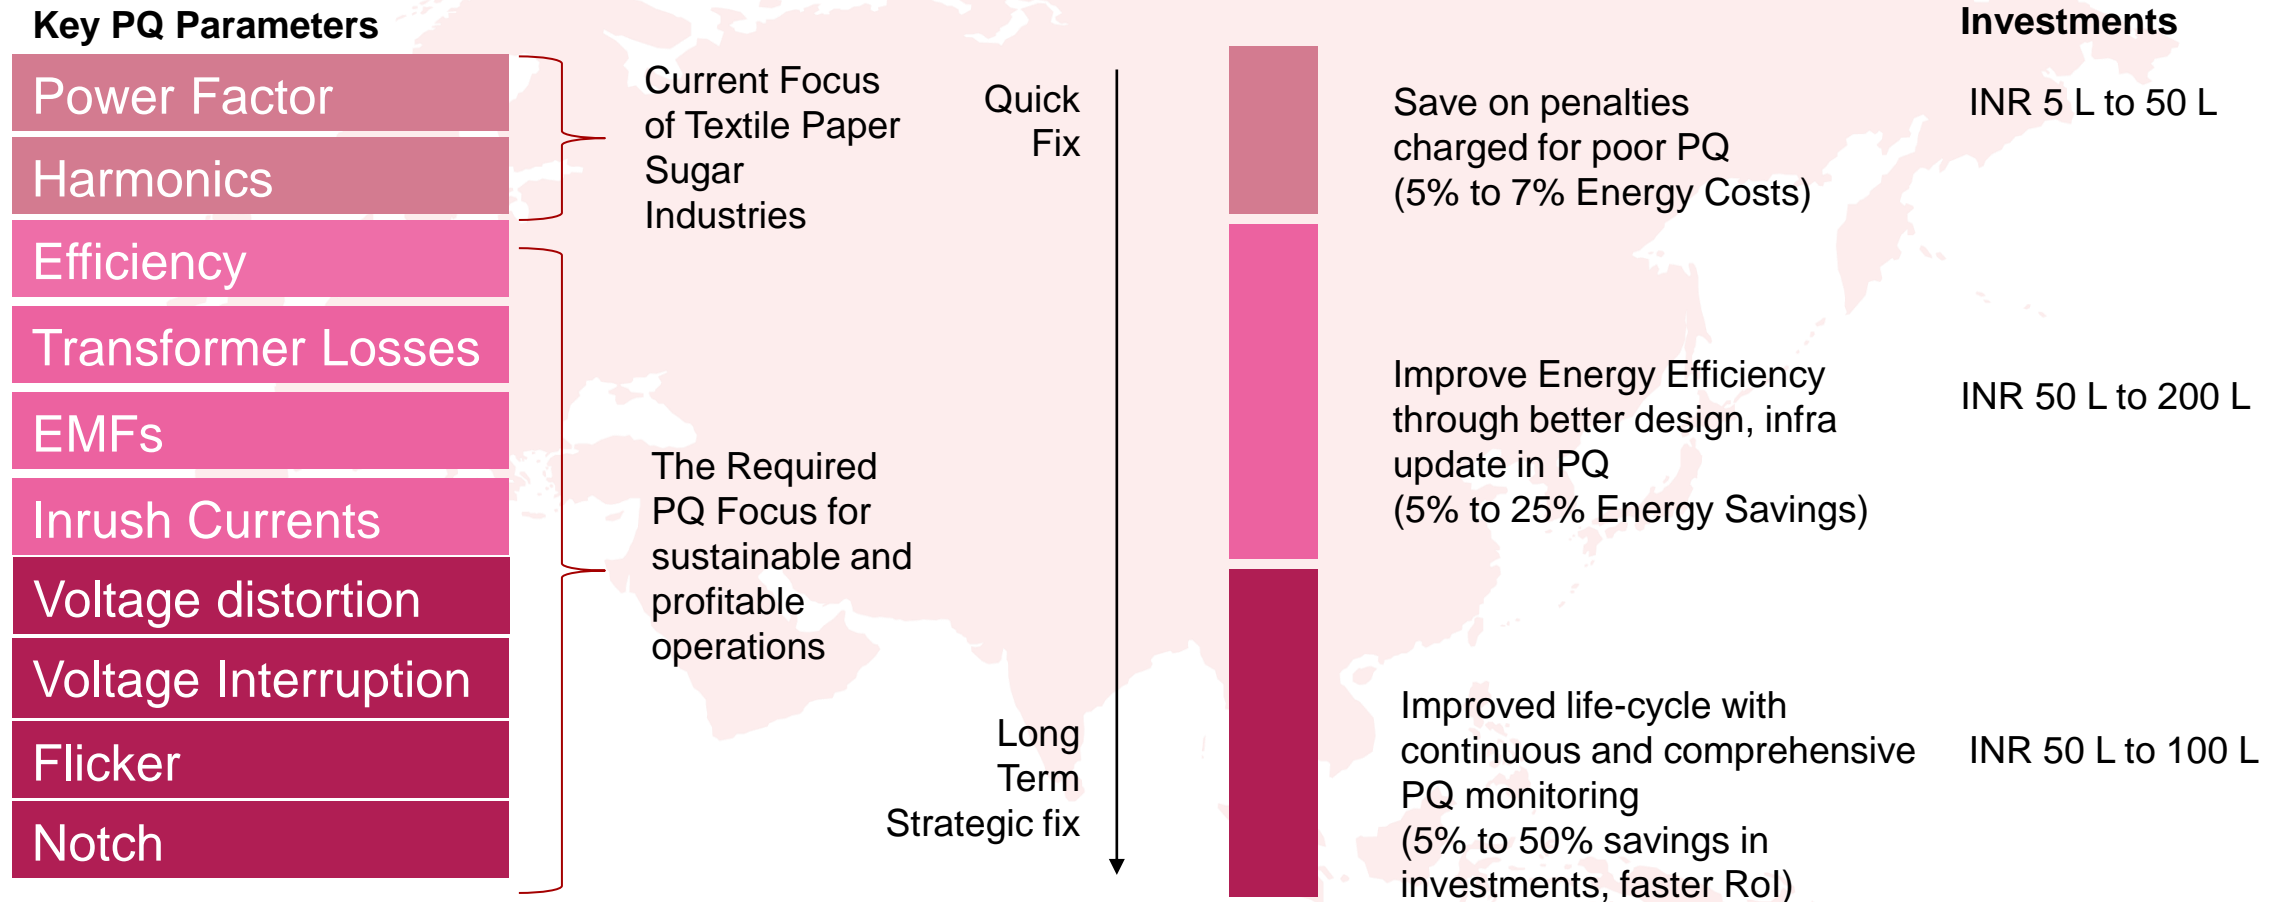 Key PQ Parameters
Power Factor
Harmonics
Efficiency
Transformer Losses
EMFs
Inrush Currents
Voltage distortion
Voltage Interruption
Flicker
Notch
Current Focus
of Textile Paper
Sugar
Industries
The Required
PQ Focus for
sustainable and
profitable
operations
Quick
Fix
Long
Term
Strategic fix
Save on penalties
charged for poor PQ
(5% to 7% Energy Costs)
Improve Energy Efficiency
through better design, infra
update in PQ
(5% to 25% Energy Savings)
Improved life-cycle with
continuous and comprehensive
PQ monitoring
(5% to 50% savings in
investments, faster RoI)
Investments
INR 5 L to 50 L
INR 50 L to 200 L
INR 50 L to 100 L